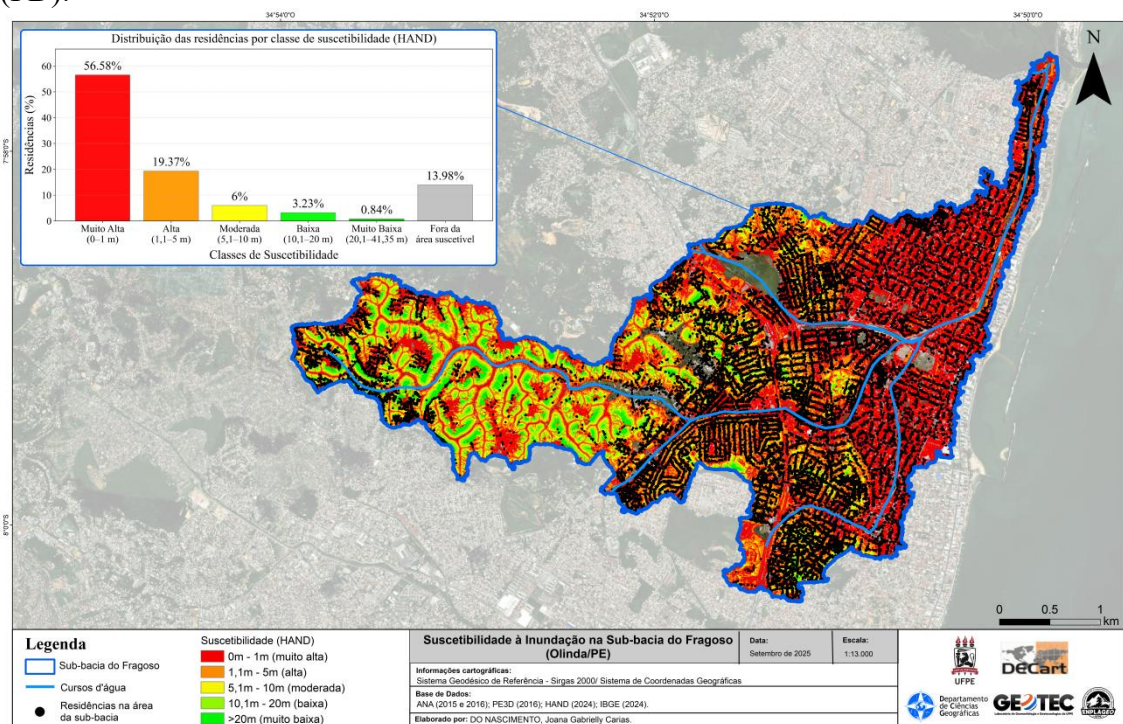 34°54'0"O
34°52'0"O
34°50'0"O
7°58'0"S
8°0'0"S
Distribuição das residências por classe de suscetibilidade (HAND)
Residências (%)
60
50
40
30
20
10
0
56.58%
19.37%
6%
3.23%
0.84%
13.98%
Muito Alta
(0–1 m)
Alta
(1,1–5 m)
Moderada
(5,1–10 m)
Baixa
(10,1–20 m)
Muito Baixa
(20,1–41,35 m)
Fora da
área suscetível
Classes de Suscetibilidade
N
0 0.5 1
km
Legenda
Sub-bacia do Fragoso
Cursos d'água
Residências na área
da sub-bacia
Suscetibilidade (HAND)
0m - 1m (muito alta)
1,1m - 5m (alta)
5,1m - 10m (moderada)
10,1m - 20m (baixa)
>20m (muito baixa)
Suscetibilidade à Inundação na Sub-bacia do Fragoso
(Olinda/PE)
Data:
Setembro de 2025
Escala:
1:13.000
Informações cartográficas:
Sistema Geodésico de Referência - Sirgas 2000/ Sistema de Coordenadas Geográficas
Base de Dados:
ANA (2015 e 2016); PE3D (2016); HAND (2024); IBGE (2024).
Elaborado por: DO NASCIMENTO, Joana Gabrielly Carias.
UFPE
DECart
Departamento
de Ciências
Geográficas
GEOTEC
ENPLAGEO